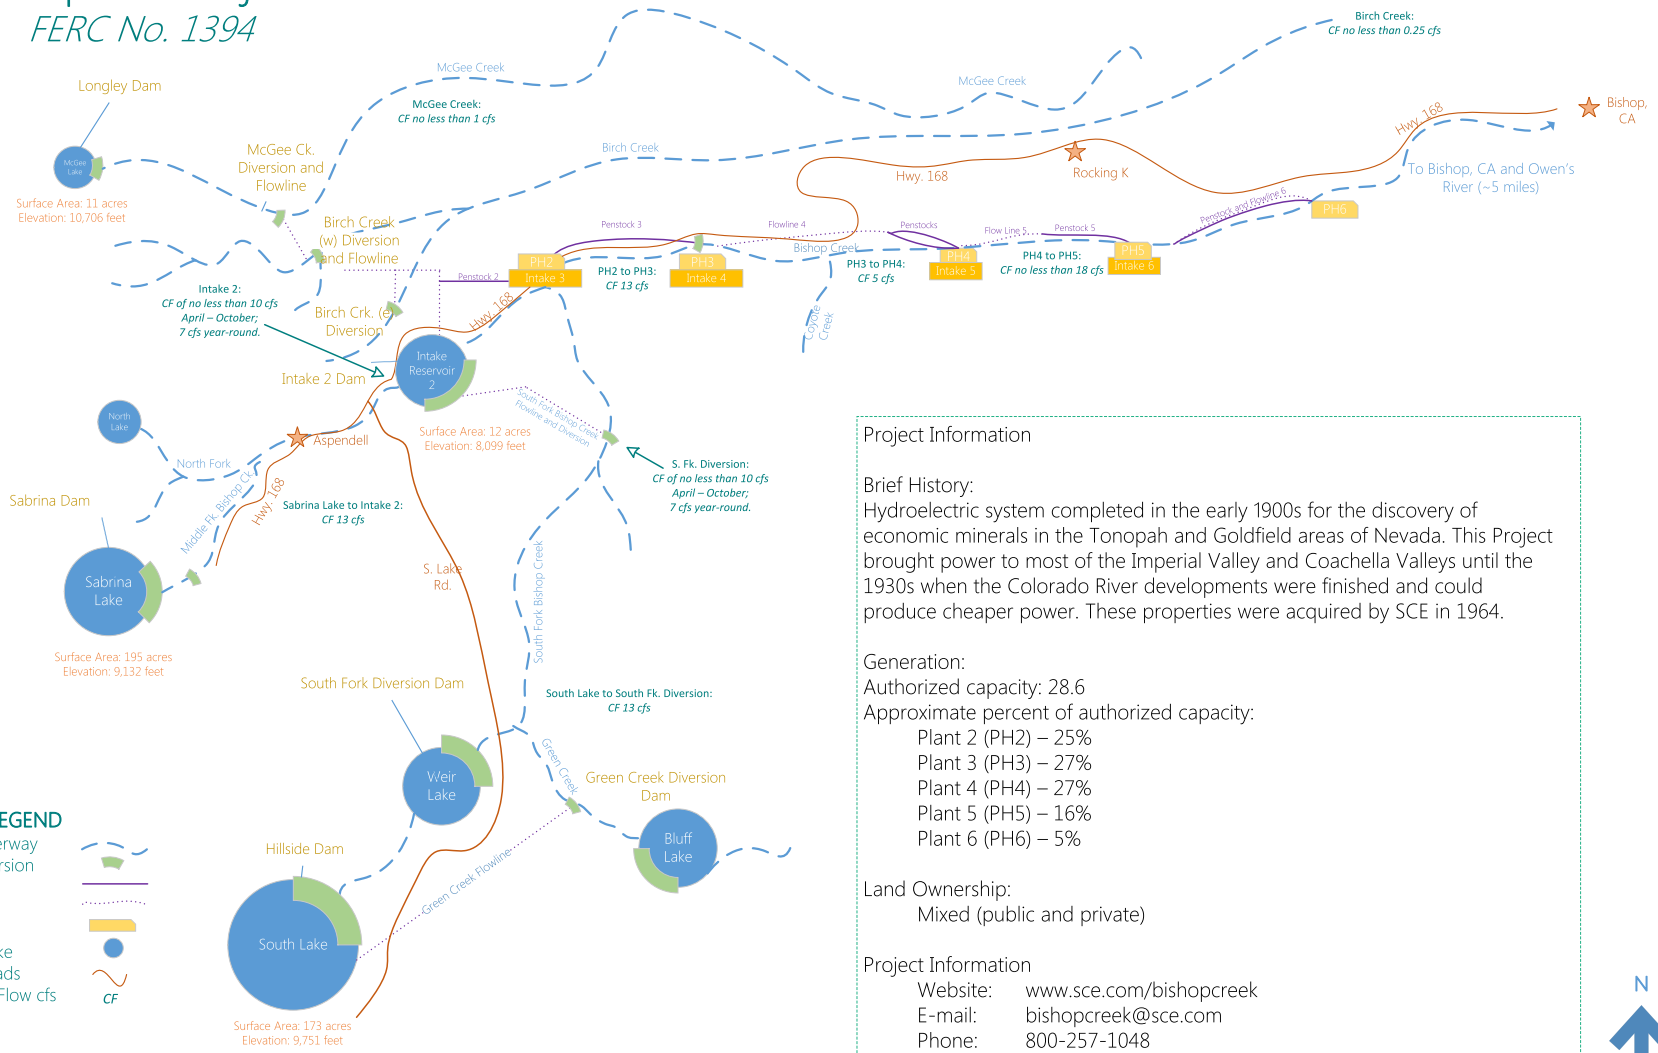 FERC No. 1394
Birch Creek:
CF no less than 0.25 cfs
McGee Creek
McGee Creek
Longley Dam
McGee Creek:
CF no less than 1 cfs
Hwy. 168
Bishop,
CA
McGee Ck.
Diversion and
Flowline
Birch Creek
McGee
Lake
Hwy. 168
Rocking K
To Bishop, CA and Owen's
River (~5 miles)
Surface Area: 11 acres
Elevation: 10,706 feet
Birch Creek
(w) Diversion
and Flowline
Penstock 3
Flowline 4
Penstocks
Flow Line 5
Penstock 5
Penstock and Flowline 6
PH6
Bishop Creek
PH2
Intake 3
PH3
Intake 4
PH4
Intake 5
PH5
Intake 6
Penstock 2
PH2 to PH3:
CF 13 cfs
PH3 to PH4:
CF 5 cfs
PH4 to PH5:
CF no less than 18 cfs
Intake 2:
CF of no less than 10 cfs
April – October;
7 cfs year-round.
Birch Crk. (e)
Diversion
Hwy. 168
Coyote
Creek
Intake 2 Dam
Intake
Reservoir
2
South Fork Bishop Creek
Flowline and Diversion
North
Lake
Aspendell
Surface Area: 12 acres
Elevation: 8,099 feet
North Fork
S. Fk. Diversion:
CF of no less than 10 cfs
April – October;
7 cfs year-round.
Sabrina Dam
Middle Fk. Bishop Ck.
Hwy. 168
Sabrina Lake to Intake 2:
CF 13 cfs
Sabrina
Lake
S. Lake
Rd.
South Fork Bishop Creek
Surface Area: 195 acres
Elevation: 9,132 feet
South Fork Diversion Dam
South Lake to South Fk. Diversion:
CF 13 cfs
Weir
Lake
Green Creek
Green Creek Diversion
Dam
Bluff
Lake
Hillside Dam
Green Creek Flowline
South Lake
Surface Area: 173 acres
Elevation: 9,751 feet
EGEND
erway
rsion
ke
ads
Flow cfs
CF
Project Information
Brief History:
Hydroelectric system completed in the early 1900s for the discovery of
economic minerals in the Tonopah and Goldfield areas of Nevada. This Project
brought power to most of the Imperial Valley and Coachella Valleys until the
1930s when the Colorado River developments were finished and could
produce cheaper power. These properties were acquired by SCE in 1964.
Generation:
Authorized capacity: 28.6
Approximate percent of authorized capacity:
Plant 2 (PH2) – 25%
Plant 3 (PH3) – 27%
Plant 4 (PH4) – 27%
Plant 5 (PH5) – 16%
Plant 6 (PH6) – 5%
Land Ownership:
Mixed (public and private)
Project Information
Website: www.sce.com/bishopcreek
E-mail: bishopcreek@sce.com
Phone: 800-257-1048
N